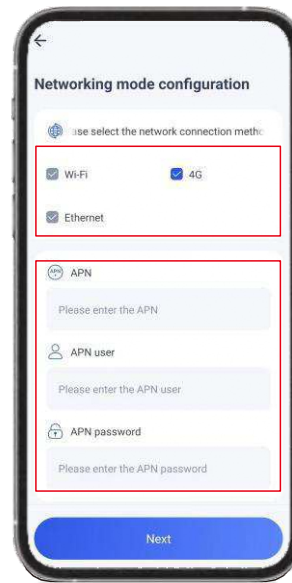 Networking mode configuration
ase select the network connection metho
Wi-Fi 4G
Ethernet
APN APN
Please enter the APN
APN user
Please enter the APN user
APN password
Please enter the APN password
Next